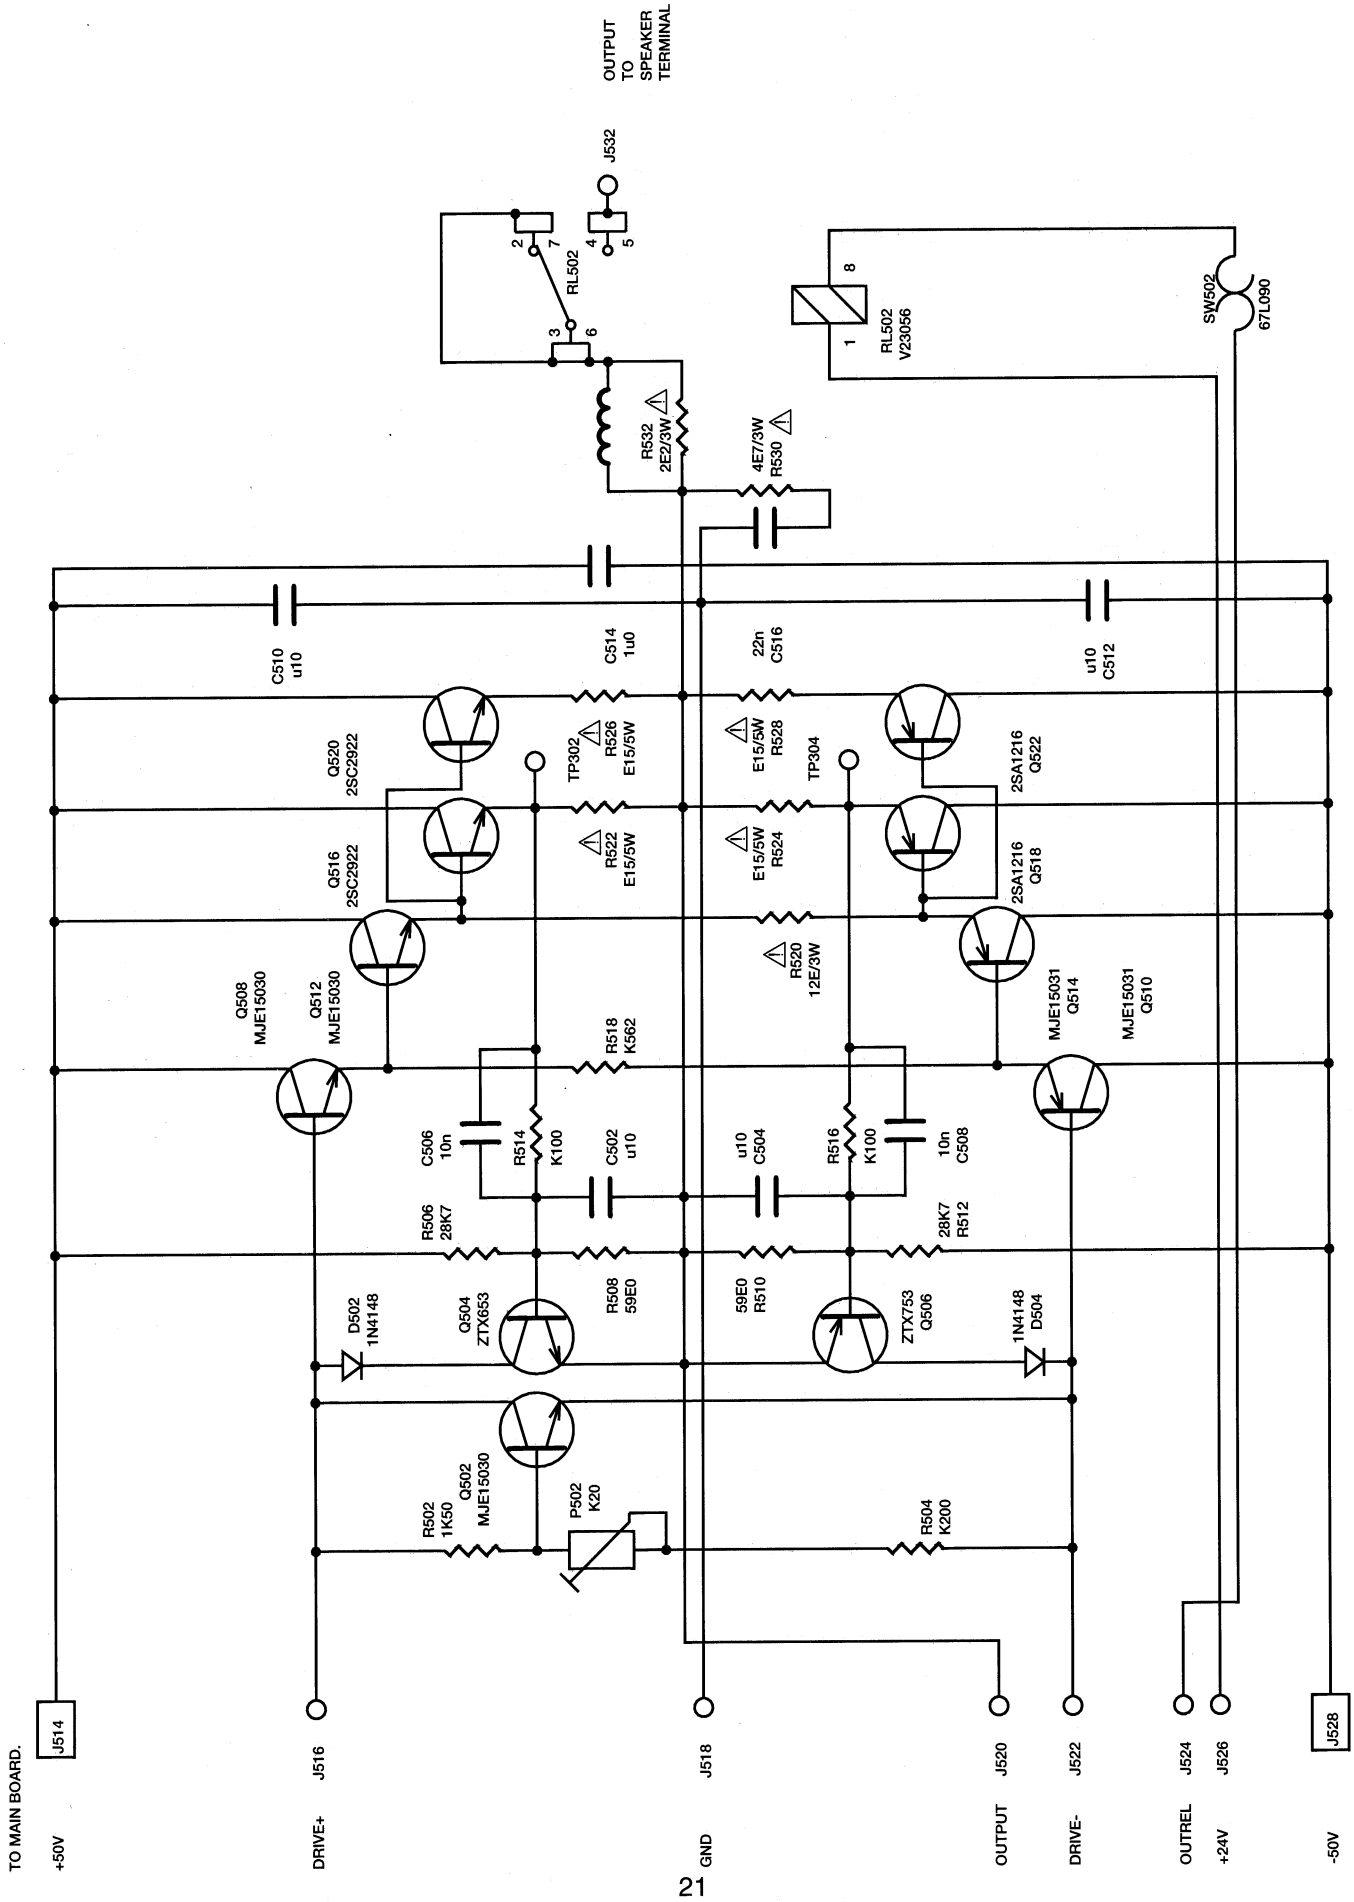 TO MAIN BOARD.
+50V
J514
DRIVE+
J516
GND
J518
OUTPUT
J520
DRIVE-
J522
OUTREL
J524
+24V
J526
-50V
J528
R502
1K50
Q502
MJE15030
P502
K20
R504
K200
D502
1N4148
Q504
ZTX653
R508
59E0
59E0
R510
ZTX753
Q506
1N4148
D504
R506
28K7
28K7
R512
C506
10n
R514
K100
C502
u10
u10
C504
R516
K100
10n
C508
Q508
MJE15030
Q512
MJE15030
R518
K562
MJE15031
Q514
MJE15031
Q510
R520
12E/3W
Q516
2SC2922
R522
E15/5W
E15/5W
R524
2SA1216
Q518
Q520
2SC2922
TP302
R526
E15/5W
E15/5W
R528
TP304
2SA1216
Q522
C510
u10
C514
1u0
22n
C516
u10
C512
R532
2E2/3W
4E7/3W
R530
3
6
2
7
RL502
4
5
J532
OUTPUT
TO
SPEAKER
TERMINAL
1
8
RL502
V23056
SW502
67L090
21